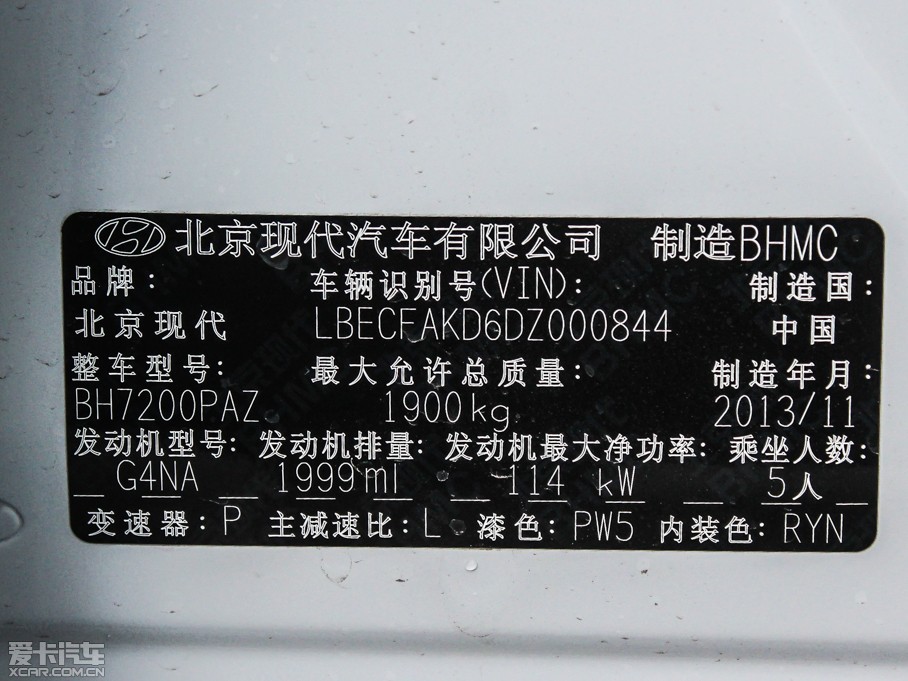 北京现代汽车有限公司 制造BHMC
品牌: 车辆识别号(VIN): 制造国:
北京现代 LBECFAKD6DZ000844 中国
整车型号: 最大允许总质量: 制造年月:
BH7200PAZ 1900kg 2013/11
发动机型号: 发动机排量: 发动机最大净功率: 乘坐人数:
G4NA 1999ml 114 kW 5人
变速器: P 主减速比: L 漆色: PW5 内装色: RYN
爱卡汽车
XCAR.COM.CN